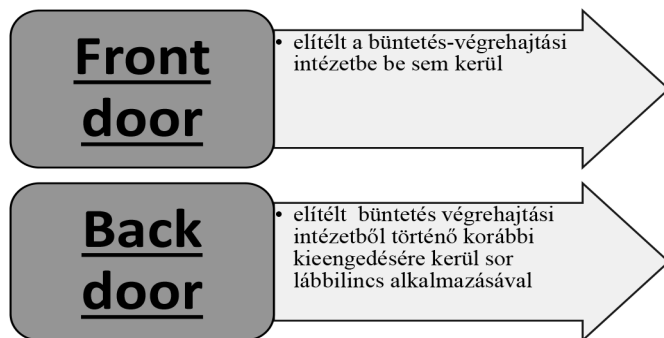 Front
door
• elítélt a büntetés-végrehajtási
intézetbe be sem kerül
Back
door
• elítélt  büntetés végrehajtási
intézetből történő korábbi
kieengedésére kerül sor
lábbilincs alkalmazásával